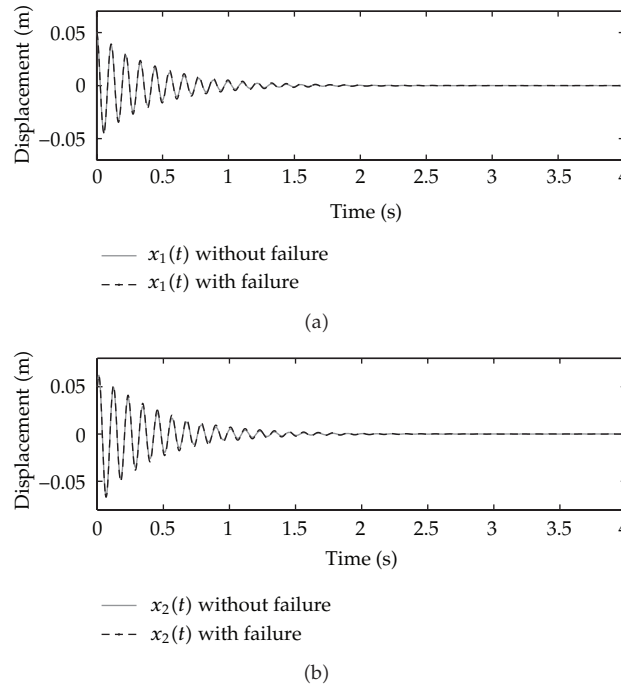 Displacement (m)
0.05
0
−0.05
0 0.5 1 1.5 2 2.5 3 3.5 4
Time (s)
x1(t) without failure
x1(t) with failure
(a)
Displacement (m)
0.05
0
−0.05
0 0.5 1 1.5 2 2.5 3 3.5 4
Time (s)
x2(t) without failure
x2(t) with failure
(b)